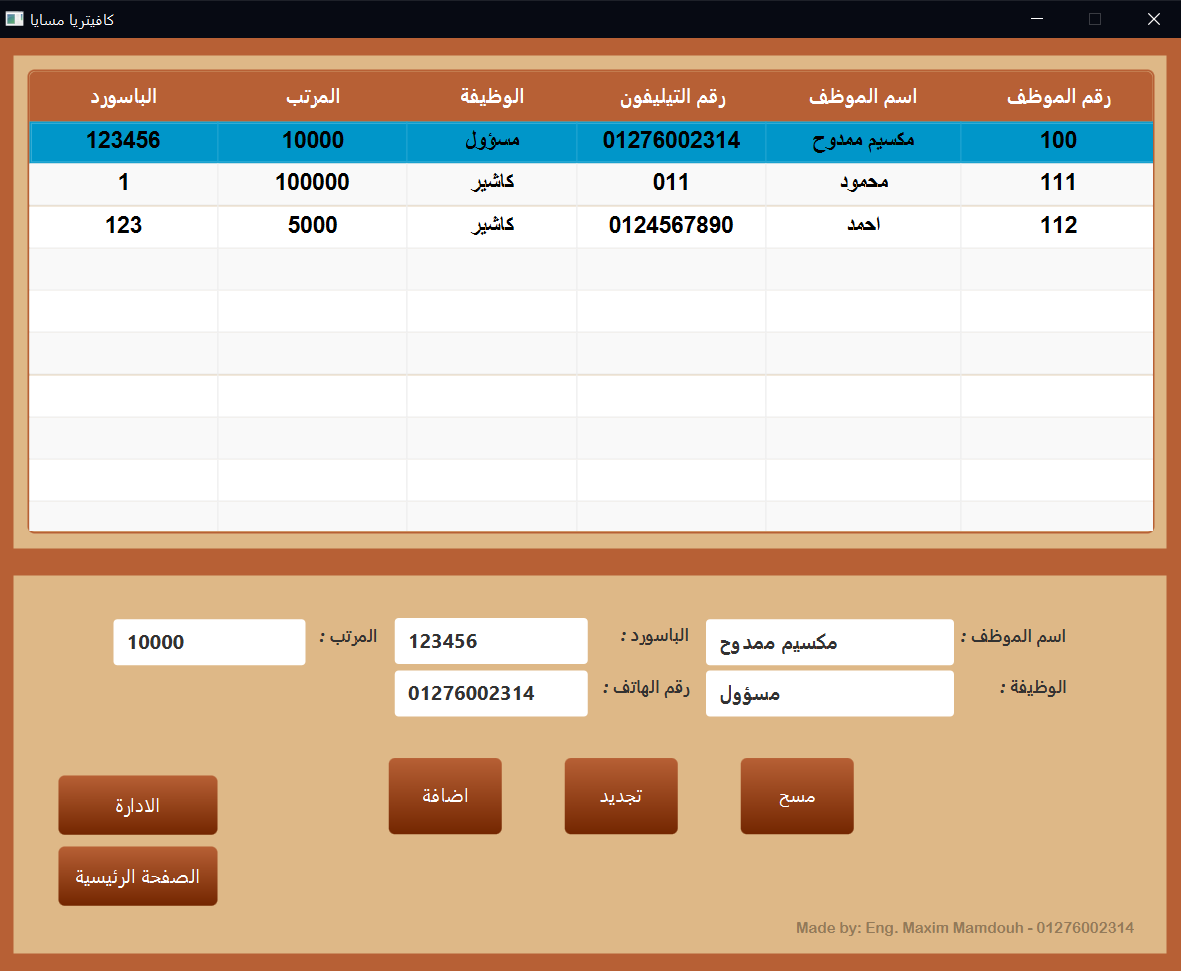 كافيتريا مسايا
رقم الموظف اسم الموظف رقم التيليفون الوظيفة المرتب الباسورد
100 مكسيم ممدوح 01276002314 مسؤول 10000 123456
111 محمود 011 كاشير 100000 1
112 احمد 0124567890 كاشير 5000 123
اسم الموظف : مكسيم ممدوح الباسورد : 123456 المرتب : 10000
الوظيفة : مسؤول رقم الهاتف : 01276002314
مسح تجديد اضافة
الادارة
الصفحة الرئيسية
Made by: Eng. Maxim Mamdouh - 01276002314